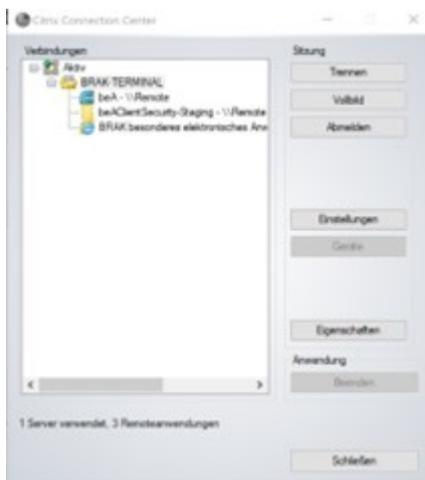 Citrix Connection Center
Verbindungen
Aktiv
BRAK-TERMINAL
beA - \\Remote
beAClientSecurity-Staging - \\Remote
BRAK besonderes elektronisches Anw
Sitzung
Trennen
Vollbild
Abmelden
Einstellungen
Geräte
Eigenschaften
Anwendung
Beenden
1 Server verwendet, 3 Remoteanwendungen
Schließen